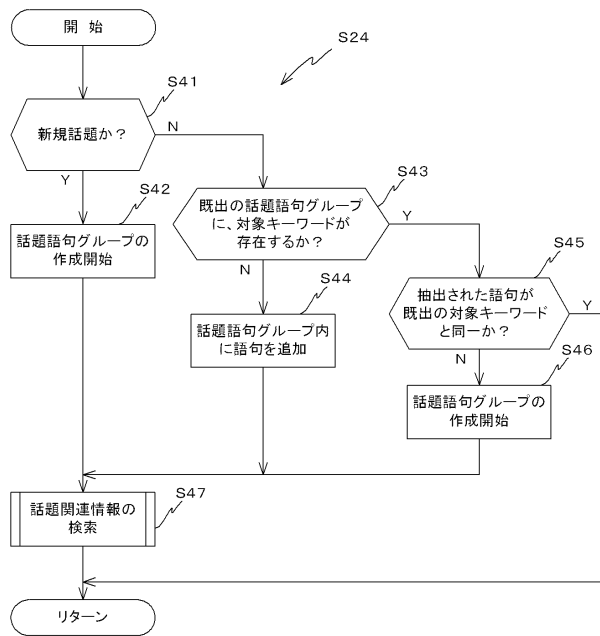 開 始
S24
S41
新規話題か？
N
Y
S42
話題語句グループの
作成開始
S43
既出の話題語句グループ
に、対象キーワードが
存在するか？
Y
N
S44
話題語句グループ内
に語句を追加
S45
抽出された語句が
既出の対象キーワード
と同一か？
Y
N
S46
話題語句グループの
作成開始
S47
話題関連情報の
検索
リターン